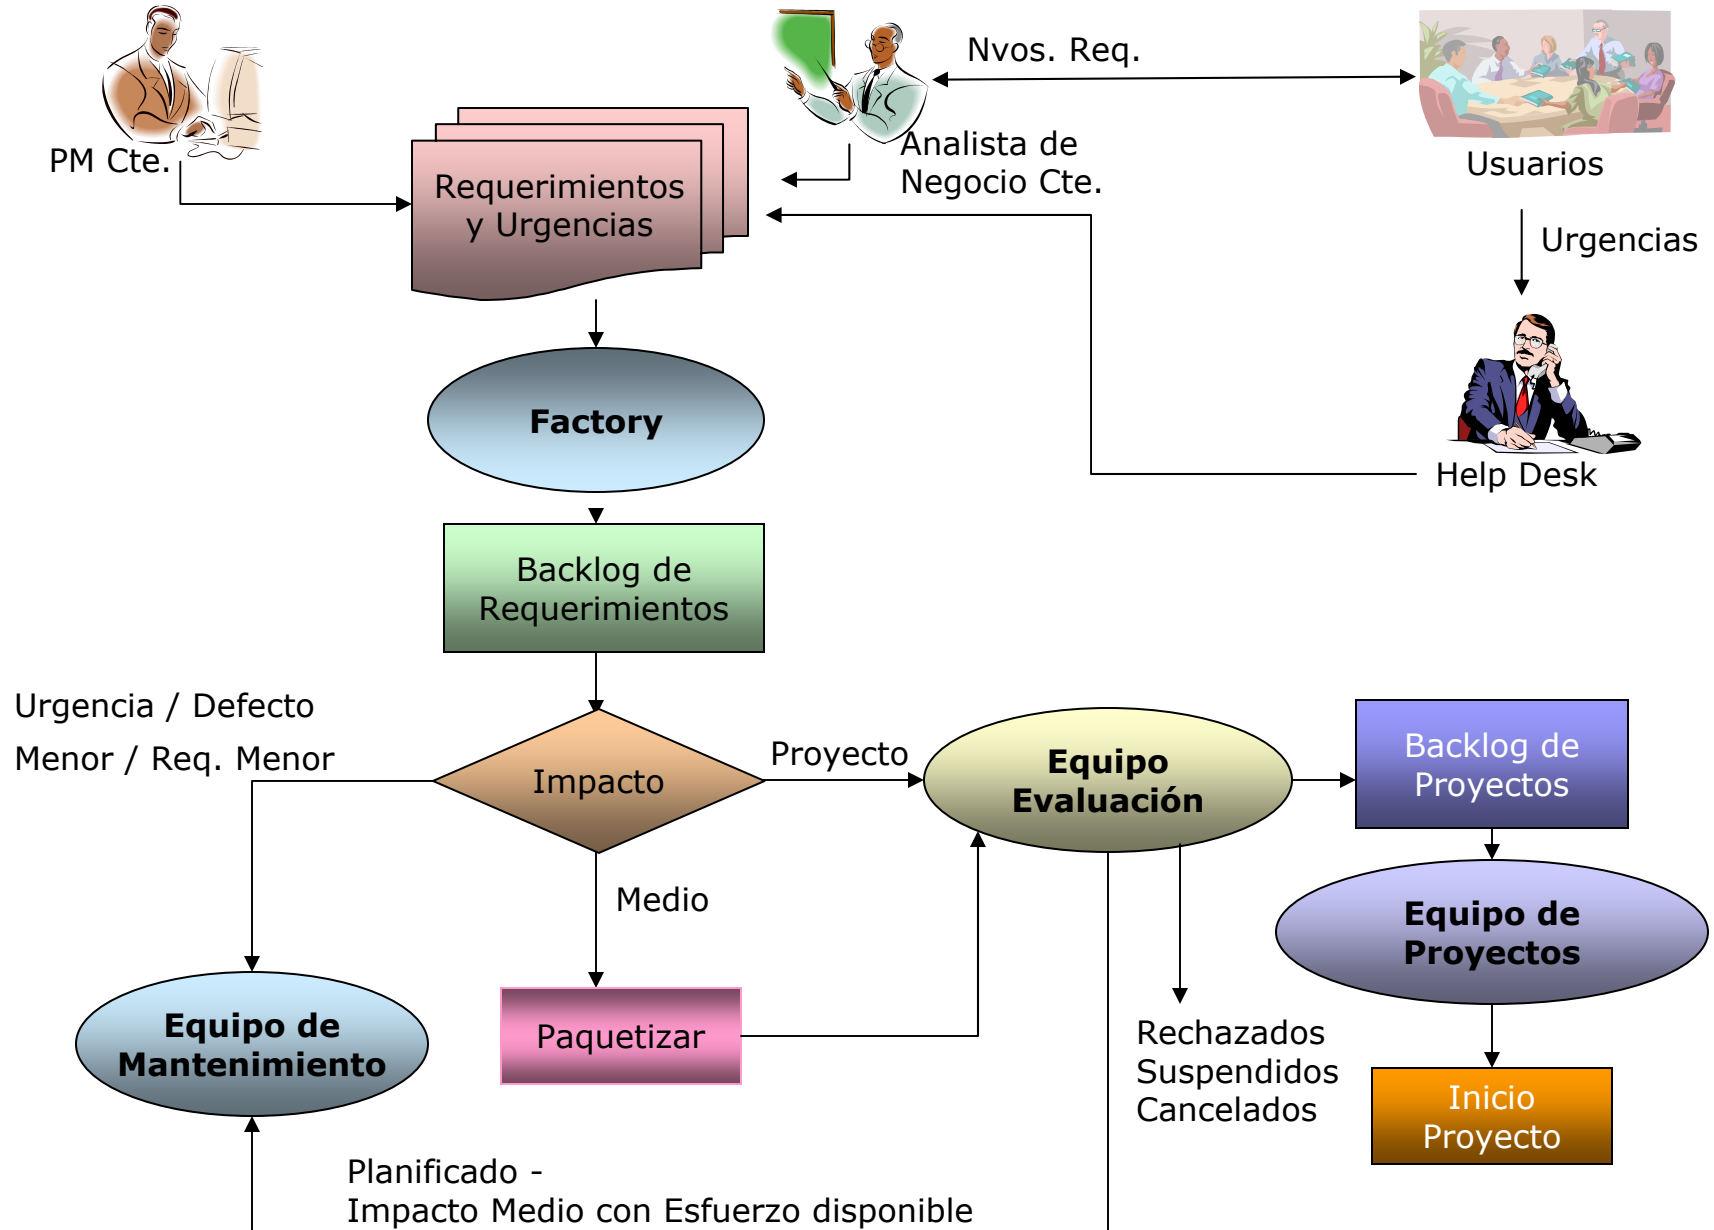 Nvos. Req.
PM Cte.
Analista de
Negocio Cte.
Usuarios
Requerimientos
y Urgencias
Urgencias
Factory
Help Desk
Backlog de
Requerimientos
Urgencia / Defecto
Menor / Req. Menor
Impacto
Proyecto
Equipo
Evaluación
Backlog de
Proyectos
Medio
Equipo de
Proyectos
Equipo de
Mantenimiento
Paquetizar
Rechazados
Suspendidos
Cancelados
Inicio
Proyecto
Planificado -
Impacto Medio con Esfuerzo disponible